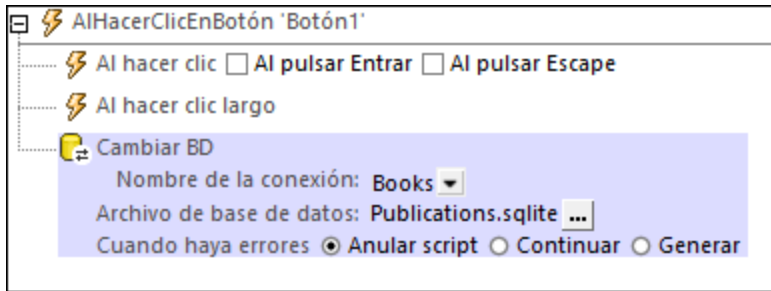 AlHacerClicEnBotón 'Botón1'
Al hacer clic Al pulsar Entrar Al pulsar Escape
Al hacer clic largo
Cambiar BD
Nombre de la conexión: Books
Archivo de base de datos: Publications.sqlite ...
Cuando haya errores Anular script Continuar Generar